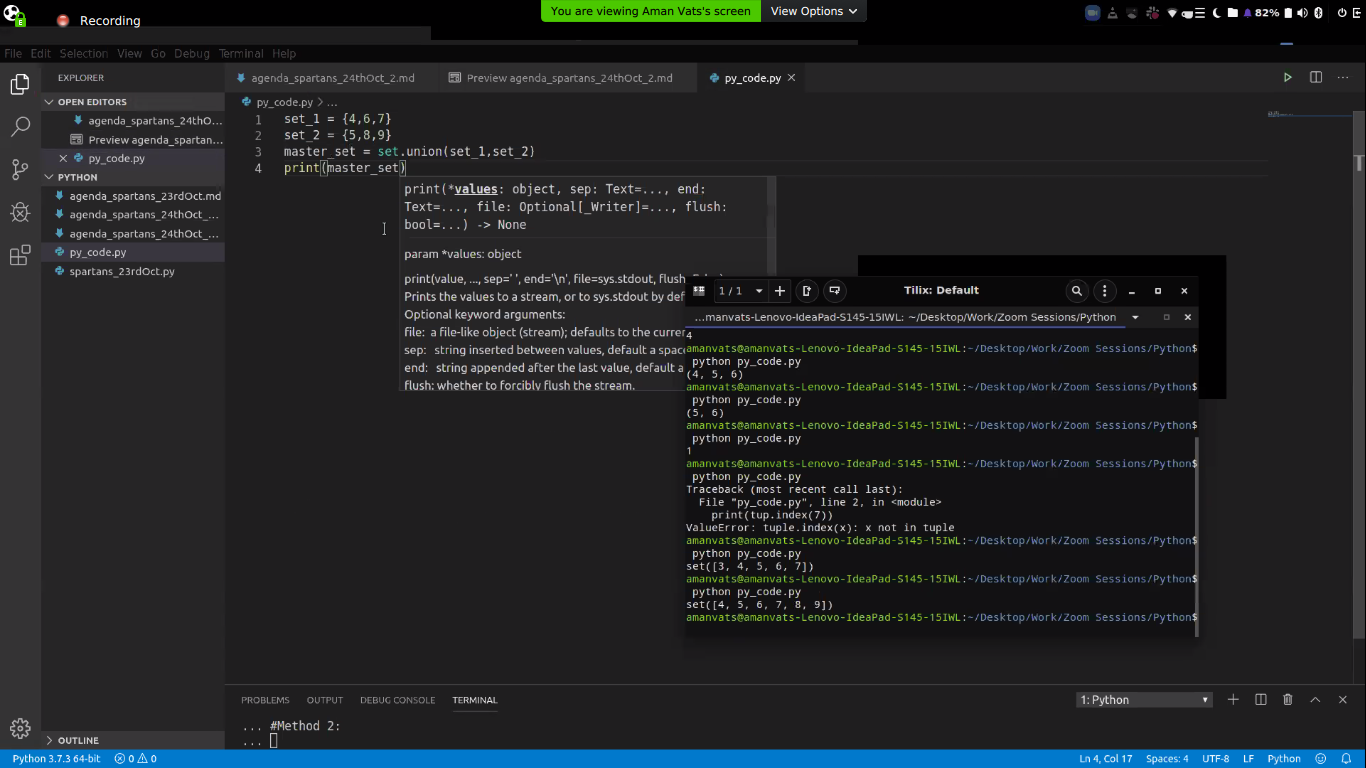 Recording
You are viewing Aman Vats's screen
View Options
82%
File Edit Selection View Go Debug Terminal Help
EXPLORER
OPEN EDITORS
agenda_spartans_24thO...
Preview agenda_spartan...
py_code.py
PYTHON
agenda_spartans_23rdOct.md
agenda_spartans_24thOct_...
agenda_spartans_24thOct_...
py_code.py
spartans_23rdOct.py
OUTLINE
agenda_spartans_24thOct_2.md
Preview agenda_spartans_24thOct_2.md
py_code.py
py_code.py > ...
1 set_1 = {4,6,7}
2 set_2 = {5,8,9}
3 master_set = set.union(set_1,set_2)
4 print(master_set)
print(*values: object, sep: Text=..., end:
Text=..., file: Optional[_Writer]=..., flush:
bool=...) -> None
param *values: object
print(value, ..., sep=' ', end='\n', file=sys.stdout, flush
Prints the values to a stream, or to sys.stdout by def
Optional keyword arguments:
file: a file-like object (stream); defaults to the curre
sep: string inserted between values, default a space
end: string appended after the last value, default a
flush: whether to forcibly flush the stream.
1 / 1
Tilix: Default
...manvats-Lenovo-IdeaPad-S145-15IWL: ~/Desktop/Work/Zoom Sessions/Python
4
amanvats@amanvats-Lenovo-IdeaPad-S145-15IWL:~/Desktop/Work/Zoom Sessions/Python$
python py_code.py
(4, 5, 6)
amanvats@amanvats-Lenovo-IdeaPad-S145-15IWL:~/Desktop/Work/Zoom Sessions/Python$
python py_code.py
(5, 6)
amanvats@amanvats-Lenovo-IdeaPad-S145-15IWL:~/Desktop/Work/Zoom Sessions/Python$
python py_code.py
1
amanvats@amanvats-Lenovo-IdeaPad-S145-15IWL:~/Desktop/Work/Zoom Sessions/Python$
python py_code.py
Traceback (most recent call last):
File "py_code.py", line 2, in <module>
print(tup.index(7))
ValueError: tuple.index(x): x not in tuple
amanvats@amanvats-Lenovo-IdeaPad-S145-15IWL:~/Desktop/Work/Zoom Sessions/Python$
python py_code.py
set([3, 4, 5, 6, 7])
amanvats@amanvats-Lenovo-IdeaPad-S145-15IWL:~/Desktop/Work/Zoom Sessions/Python$
python py_code.py
set([4, 5, 6, 7, 8, 9])
amanvats@amanvats-Lenovo-IdeaPad-S145-15IWL:~/Desktop/Work/Zoom Sessions/Python$
PROBLEMS OUTPUT DEBUG CONSOLE TERMINAL
1: Python
... #Method 2:
...
Python 3.7.3 64-bit 0 0
Ln 4, Col 17 Spaces: 4 UTF-8 LF Python